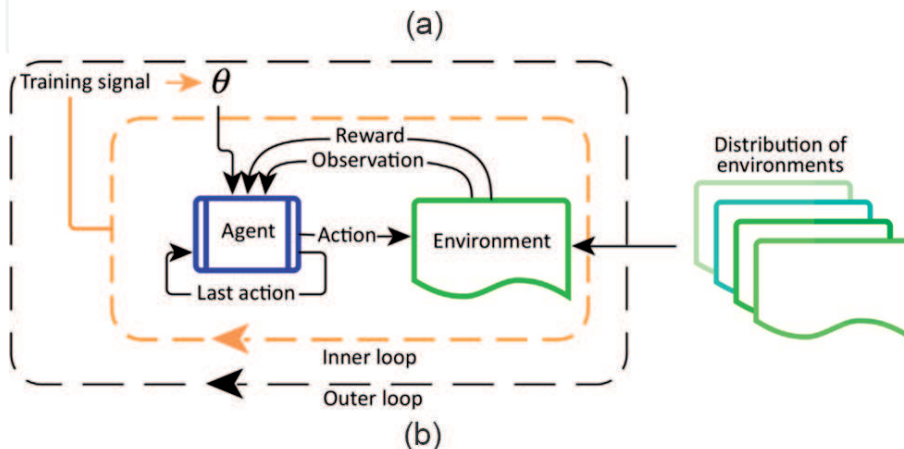 (a)
Training signal
θ
Reward
Observation
Distribution of
environments
Agent
Action
Environment
Last action
Inner loop
Outer loop
(b)